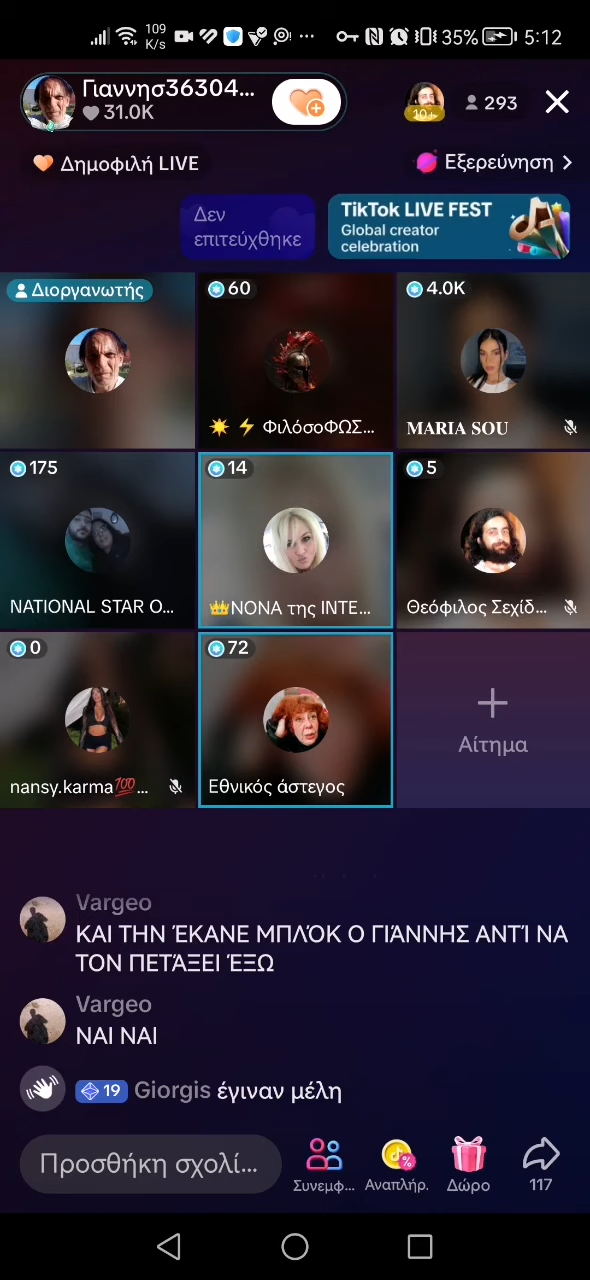 109
K/s
35%
5:12
Γιαννησ36304...
31.0K
10+
293
Δημοφιλή LIVE
Εξερεύνηση
Δεν
επιτεύχθηκε
TikTok LIVE FEST
Global creator
celebration
Διοργανωτής
60
4.0K
ΦιλόσοΦΩΣ...
MARIA SOU
175
14
5
NATIONAL STAR O...
👑NONA της INTE...
Θεόφιλος Σεχίδ...
0
72
nansy.karma💯...
Εθνικός άστεγος
Αίτημα
Vargeo
ΚΑΙ ΤΗΝ ΈΚΑΝΕ ΜΠΛΌΚ Ο ΓΙΆΝΝΗΣ ΑΝΤΊ ΝΑ
ΤΟΝ ΠΕΤΆΞΕΙ ΈΞΩ
Vargeo
ΝΑΙ ΝΑΙ
19 Giorgis έγιναν μέλη
Προσθήκη σχολί...
Συνεμφ...
Αναπλήρ.
Δώρο
117